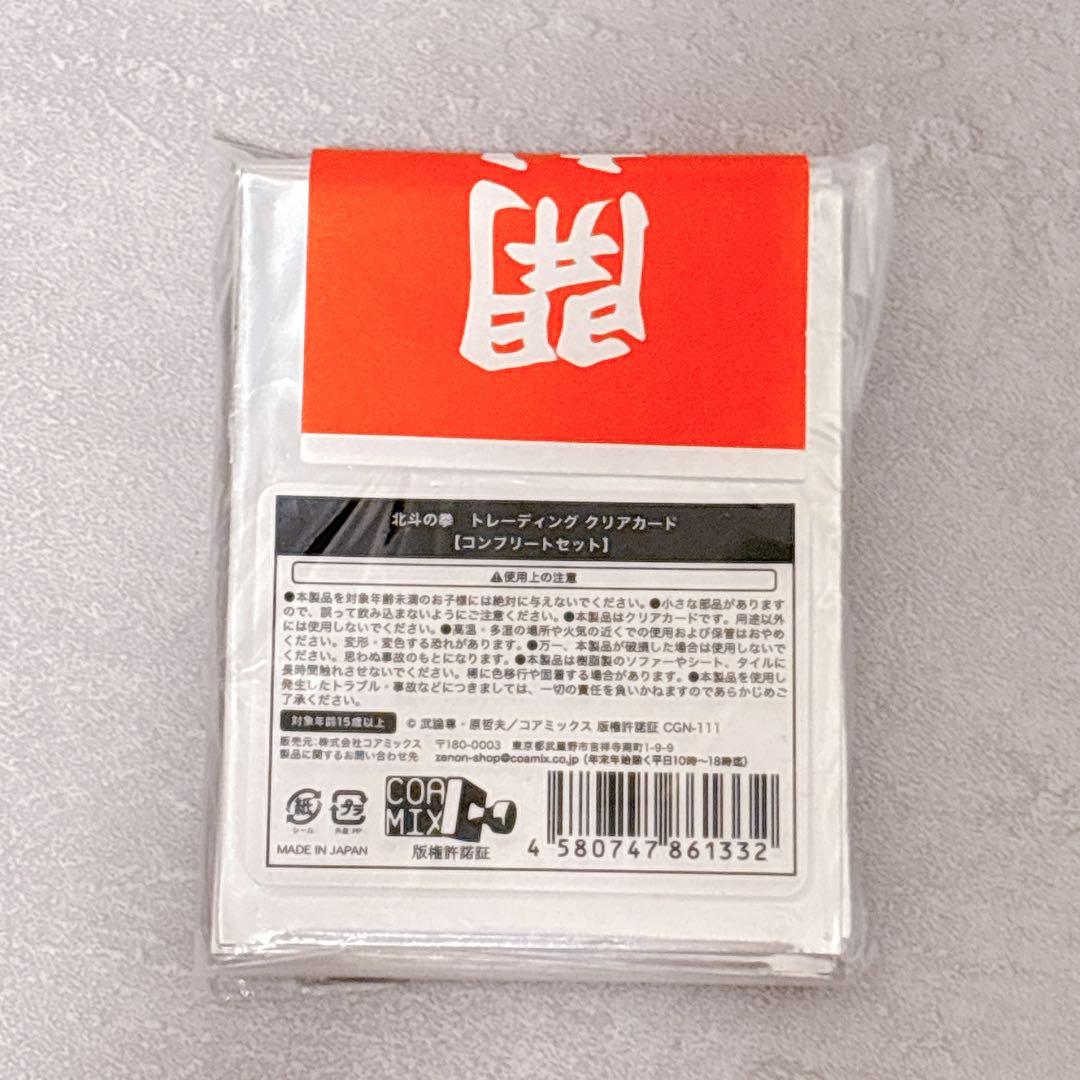 開
北斗の拳 トレーディング クリアカード
【コンプリートセット】
⚠使用上の注意
●本製品を対象年齢未満のお子様には絶対に与えないでください。●小さな部品があります
ので、誤って飲み込まないようにご注意ください。●本製品はクリアカードです。用途以外
には使用しないでください。●高温・多湿の場所や火気の近くでの使用および保管はおやめ
ください。変形・変色する恐れがあります。●万一、本製品が破損した場合は使用しないで
ください。思わぬ事故のもとになります。●本製品は樹脂製のソファーやシート、タイルに
長時間触れさせないでください。稀に色移行や固着する場合があります。●本製品を使用し
発生したトラブル・事故などにつきましては、一切の責任を負いかねますのであらかじめご
了承ください。
対象年齢15歳以上 © 武論尊・原哲夫／コアミックス 版権許諾証 CGN-111
販売元：株式会社コアミックス 〒180-0003 東京都武蔵野市吉祥寺南町1-9-9
製品に関するお問い合わせ先 zenon-shop@coamix.co.jp（年末年始除く平日10時〜18時迄）
紙 プラ COA
MIX
シール 外装:PP
MADE IN JAPAN 版権許諾証 4 580747 861332